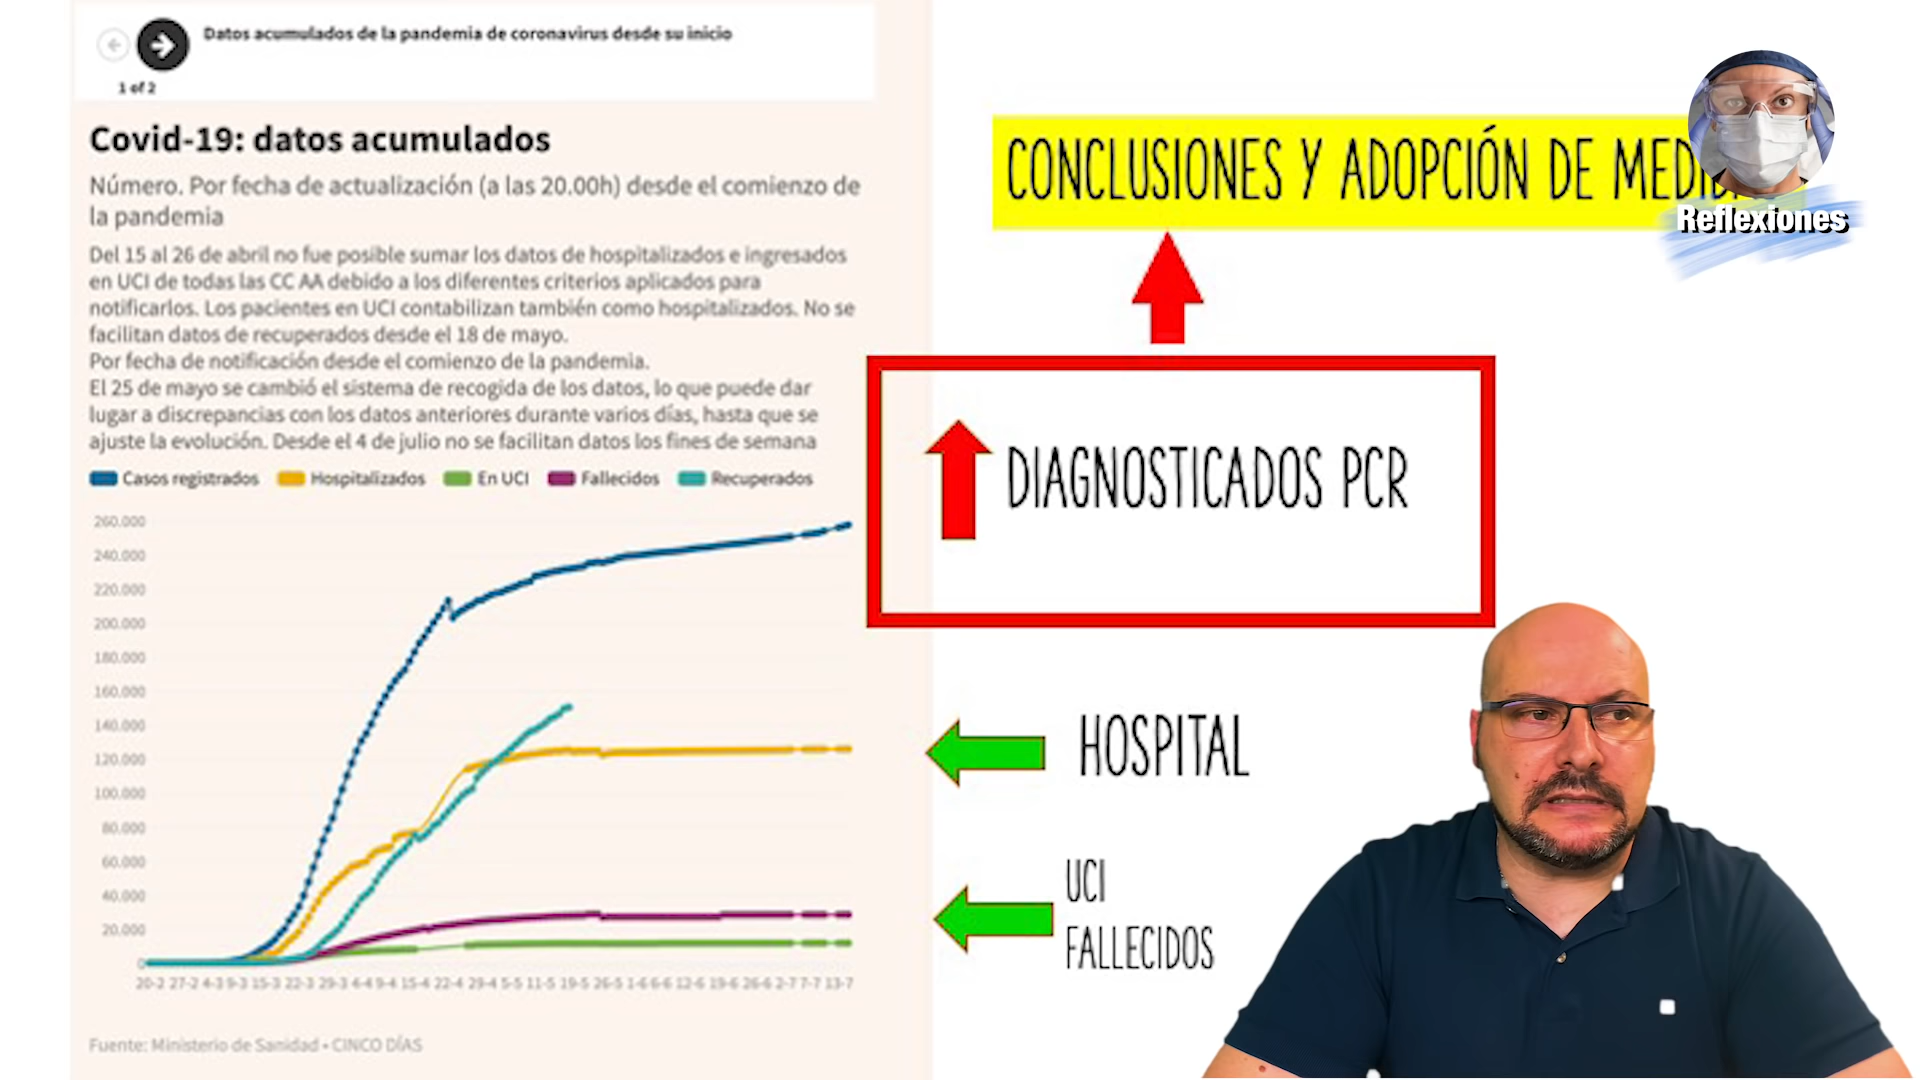 Datos acumulados de la pandemia de coronavirus desde su inicio
1 of 2
Covid-19: datos acumulados
Número. Por fecha de actualización (a las 20.00h) desde el comienzo de
la pandemia
Del 15 al 26 de abril no fue posible sumar los datos de hospitalizados e ingresados
en UCI de todas las CC AA debido a los diferentes criterios aplicados para
notificarlos. Los pacientes en UCI contabilizan también como hospitalizados. No se
facilitan datos de recuperados desde el 18 de mayo.
Por fecha de notificación desde el comienzo de la pandemia.
El 25 de mayo se cambió el sistema de recogida de los datos, lo que puede dar
lugar a discrepancias con los datos anteriores durante varios días, hasta que se
ajuste la evolución. Desde el 4 de julio no se facilitan datos los fines de semana
Casos registrados Hospitalizados En UCI Fallecidos Recuperados
260.000
240.000
220.000
200.000
180.000
160.000
140.000
120.000
100.000
80.000
60.000
40.000
20.000
0
20-2 27-2 4-3 9-3 15-3 22-3 29-3 4-4 9-4 15-4 22-4 29-4 5-5 11-5 19-5 26-5 1-6 6-6 12-6 19-6 26-6 2-7 7-7 13-7
Fuente: Ministerio de Sanidad • CINCO DÍAS
CONCLUSIONES Y ADOPCIÓN DE
Reflexiones
DIAGNOSTICADOS PCR
HOSPITAL
UCI
FALLECIDOS